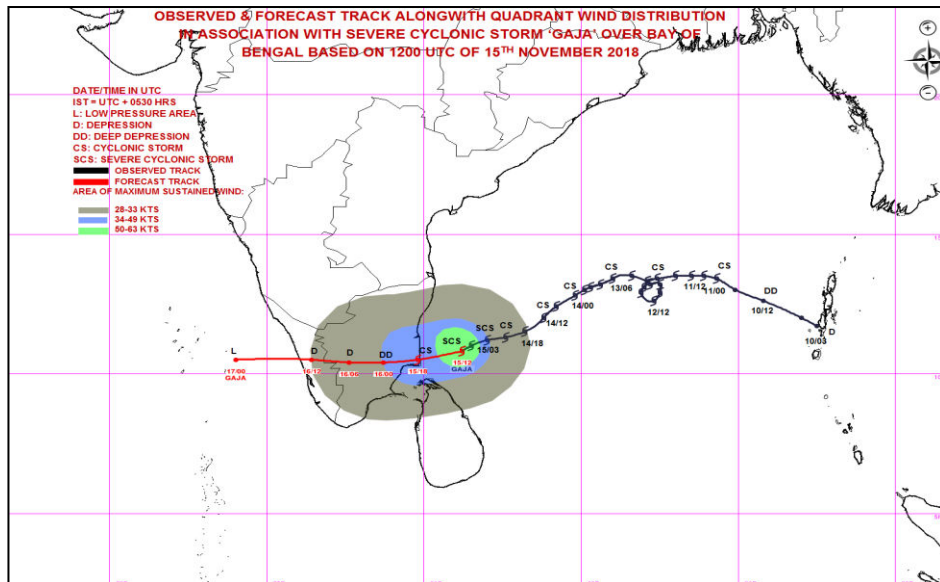 OBSERVED & FORECAST TRACK ALONGWITH QUADRANT WIND DISTRIBUTION
IN ASSOCIATION WITH SEVERE CYCLONIC STORM 'GAJA' OVER BAY OF
BENGAL BASED ON 1200 UTC OF 15TH NOVEMBER 2018
DATE/TIME IN UTC
IST = UTC + 0530 HRS
L: LOW PRESSURE AREA
D: DEPRESSION
DD: DEEP DEPRESSION
CS: CYCLONIC STORM
SCS: SEVERE CYCLONIC STORM
OBSERVED TRACK
FORECAST TRACK
AREA OF MAXIMUM SUSTAINED WIND:
28-33 KTS
34-49 KTS
50-63 KTS
L
17/00
GAJA
D
16/12
D
16/06
DD
16/00
CS
15/18
SCS
15/12
GAJA
SCS
15/03
CS
14/18
CS
14/12
CS
14/00
CS
13/06
CS
12/12
11/12
CS
11/00
DD
10/12
D
10/03